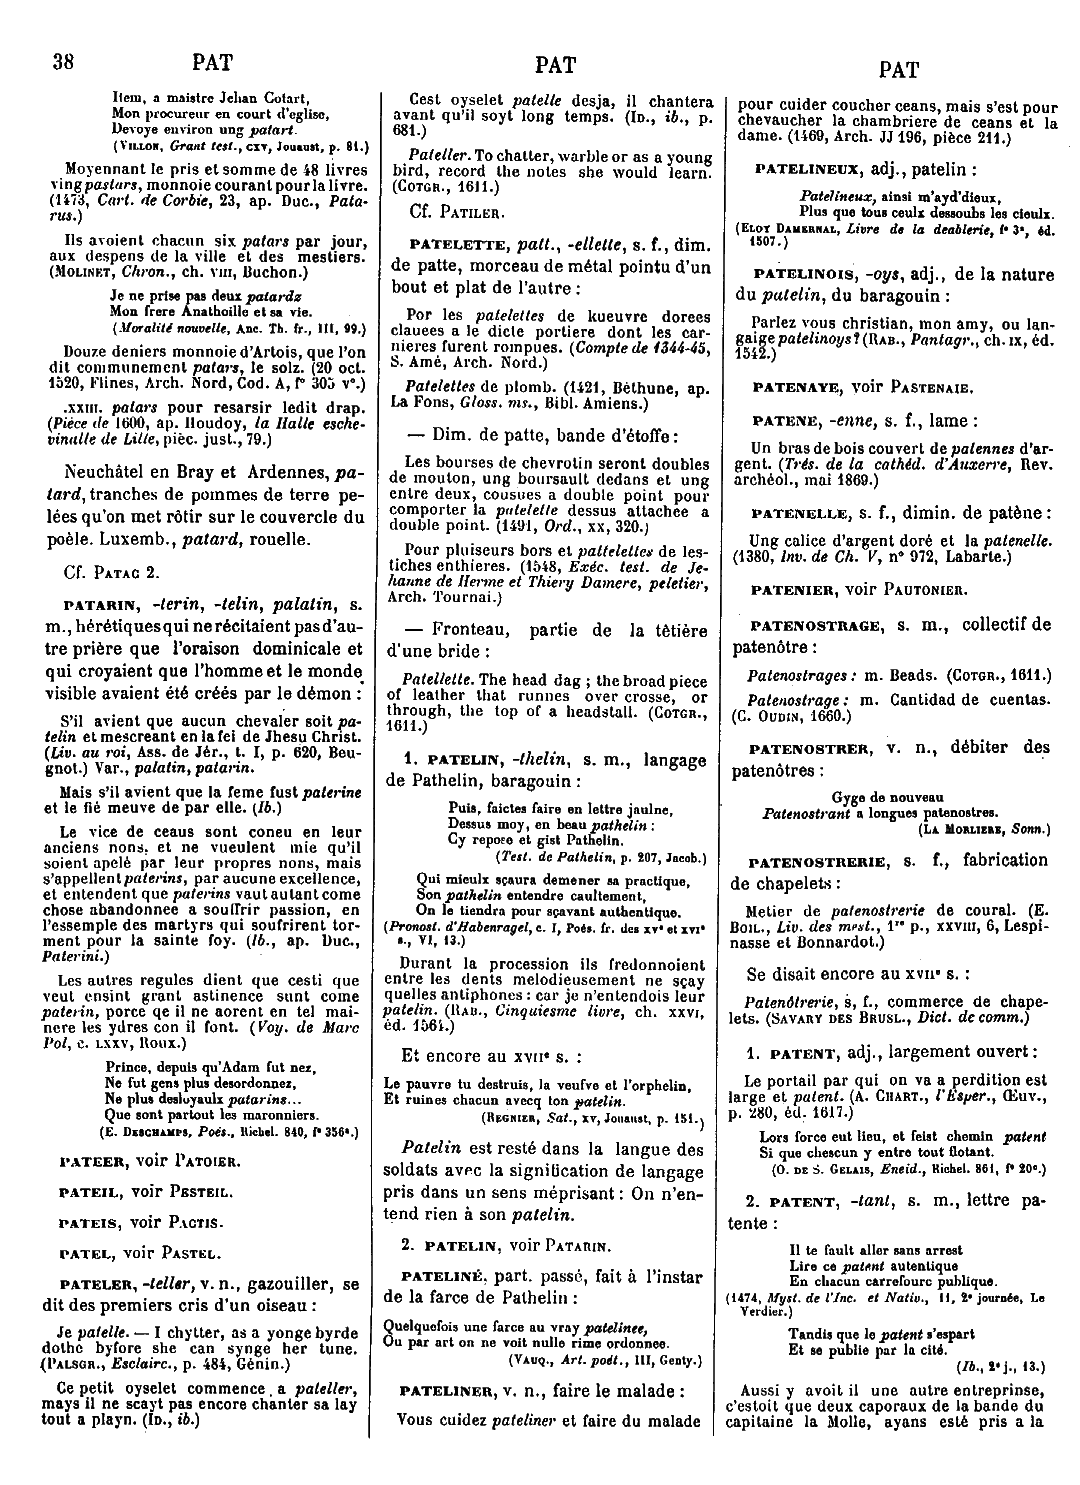 38 PAT PAT PAT
Item, a maistre Jehan Cotart,
Mon procureur en court d'eglise,
Devoye environ ung patart.
(VILLON, Grant test., CXV, Jouaust, p. 81.)
Moyennant le pris et somme de 48 livres
ving pastars, monnoie courant pour la livre.
(1473, Cart. de Corbie, 23, ap. Duc., Pata-
rus.)
Ils avoient chacun six patars par jour,
aux despens de la ville et des mestiers.
(MOLINET, Chron., ch. VIII, Buchon.)
Je ne prise pas deux patardz
Mon frere Anathoille et sa vie.
(Moralité nouvelle, Anc. Th. fr., III, 99.)
Douze deniers monnoie d'Artois, que l'on
dit communement patars, le solz. (20 oct.
1520, Flines, Arch. Nord, Cod. A, f° 305 v°.)
.XXIII. patars pour resarsir ledit drap.
(Pièce de 1600, ap. Houdoy, la Halle esche-
vinale de Lille, pièc. just., 79.)
Neuchâtel en Bray et Ardennes, pa-
tard, tranches de pommes de terre pe-
lées qu'on met rôtir sur le couvercle du
poêle. Luxemb., patard, rouelle.
Cf. PATAC 2.
PATARIN, -terin, -telin, palatin, s.
m., hérétiques qui ne récitaient pas d'au-
tre prière que l'oraison dominicale et
qui croyaient que l'homme et le monde
visible avaient été créés par le démon :
S'il avient que aucun chevaler soit pa-
telin et mescreant en la fei de Jhesu Christ.
(Liv. au roi, Ass. de Jér., t. I, p. 620, Beu-
gnot.) Var., palatin, patarin.
Mais s'il avient que la feme fust paterine
et le fié meuve de par elle. (Ib.)
Le vice de ceaus sont coneu en leur
anciens nons, et ne vueulent mie qu'il
soient apelé par leur propres nons, mais
s'appellent paterins, par aucune excellence,
et entendent que paterins vaut autant come
chose abandonnee a souffrir passion, en
l'essemple des martyrs qui soufrirent tor-
ment pour la sainte foy. (Ib., ap. Duc.,
Paterini.)
Les autres regules dient que cesti que
veut ensint grant astinence sunt come
paterin, porce qe il ne aorent en tel mai-
nere les ydres con il font. (Voy. de Marc
Pol, c. LXXV, Roux.)
Prince, depuis qu'Adam fut nez,
Ne fut gens plus desordonnez,
Ne plus desloyaulx patarins...
Que sont partout les maronniers.
(E. DESCHAMPS, Poés., Richel. 840, f° 356ª.)
PATEER, voir PATOIER.
PATEIL, voir PESTEIL.
PATEIS, voir PACTIS.
PATEL, voir PASTEL.
PATELER, -teller, v. n., gazouiller, se
dit des premiers cris d'un oiseau :
Je patelle. — I chytter, as a yonge byrde
dothe byfore she can synge her tune.
(PALSGR., Esclairc., p. 484, Génin.)
Ce petit oyselet commence a pateller,
mays il ne scayt pas encore chanter sa lay
tout a playn. (ID., ib.)
Cest oyselet patelle desja, il chantera
avant qu'il soyt long temps. (ID., ib., p.
681.)
Pateller. To chatter, warble or as a young
bird, record the notes she would learn.
(COTGR., 1611.)
Cf. PATILER.
PATELETTE, patt., -ellette, s. f., dim.
de patte, morceau de métal pointu d'un
bout et plat de l'autre :
Por les patelettes de kueuvre dorees
clauees a le dicte portiere dont les car-
nieres furent rompues. (Compte de 1344-45,
S. Amé, Arch. Nord.)
Patelettes de plomb. (1421, Béthune, ap.
La Fons, Gloss. ms., Bibl. Amiens.)
— Dim. de patte, bande d'étoffe :
Les bourses de chevrotin seront doubles
de mouton, ung boursault dedans et ung
entre deux, cousues a double point pour
comporter la patelette dessus attachee a
double point. (1491, Ord., XX, 320.)
Pour pluiseurs bors et pattelettes de les-
tiches enthieres. (1548, Exéc. test. de Je-
hanne de Herme et Thiery Damere, peletier,
Arch. Tournai.)
— Fronteau, partie de la têtière
d'une bride :
Patellette. The head dag ; the broad piece
of leather that runnes over crosse, or
through, the top of a headstall. (COTGR.,
1611.)
1. PATELIN, -thelin, s. m., langage
de Pathelin, baragouin :
Puis, faictes faire en lettre jaulne,
Dessus moy, en beau pathelin :
Cy repose et gist Pathelin.
(Test. de Pathelin, p. 207, Jacob.)
Qui mieulx sçaura demener sa practique,
Son pathelin entendre caultement,
On le tiendra pour sçavant authentique.
(Pronost. d'Habenragel, c. I, Poés. fr. des XVe et XVIe
s., VI, 13.)
Durant la procession ils fredonnoient
entre les dents melodieusement ne sçay
quelles antiphones : car je n'entendois leur
patelin. (RAB., Cinquiesme livre, ch. XXVI,
éd. 1564.)
Et encore au XVIIe s. :
Le pauvre tu destruis, la veufve et l'orphelin,
Et ruines chacun avecq ton patelin.
(REGNIER, Sat., XV, Jouaust, p. 151.)
Patelin est resté dans la langue des
soldats avec la signification de langage
pris dans un sens méprisant : On n'en-
tend rien à son patelin.
2. PATELIN, voir PATARIN.
PATELINÉ, part. passé, fait à l'instar
de la farce de Pathelin :
Quelquefois une farce au vray patelinee,
Ou par art on ne voit nulle rime ordonnee.
(VAUQ., Art. poét., III, Genty.)
PATELINER, v. n., faire le malade :
Vous cuidez pateliner et faire du malade
pour cuider coucher ceans, mais s'est pour
chevaucher la chambriere de ceans et la
dame. (1469, Arch. JJ 196, pièce 211.)
PATELINEUX, adj., patelin :
Patelineux, ainsi m'ayd'dieux,
Plus que tous ceulx dessoubs les cieulx.
(ELOY DAMERNAL, Livre de la deablerie, f° 3ª, éd.
1507.)
PATELINOIS, -oys, adj., de la nature
du patelin, du baragouin :
Parlez vous christian, mon amy, ou lan-
gaige patelinoys ? (RAB., Pantagr., ch. IX, éd.
1542.)
PATENAYE, voir PASTENAIE.
PATENE, -enne, s. f., lame :
Un bras de bois couvert de patennes d'ar-
gent. (Trés. de la cathéd. d'Auxerre, Rev.
archéol., mai 1869.)
PATENELLE, s. f., dimin. de patène :
Ung calice d'argent doré et la patenelle.
(1380, Inv. de Ch. V, n° 972, Labarte.)
PATENIER, voir PAUTONIER.
PATENOSTRAGE, s. m., collectif de
patenôtre :
Patenostrages : m. Beads. (COTGR., 1611.)
Patenostrage : m. Cantidad de cuentas.
(C. OUDIN, 1660.)
PATENOSTRER, v. n., débiter des
patenôtres :
Gyge de nouveau
Patenostrant a longues patenostres.
(LA MORLIERE, Sonn.)
PATENOSTRERIE, s. f., fabrication
de chapelets :
Metier de patenostrerie de coural. (E.
BOIL., Liv. des mest., 1re p., XXVIII, 6, Lespi-
nasse et Bonnardot.)
Se disait encore au XVIIe s. :
Patenôtrerie, s, f., commerce de chape-
lets. (SAVARY DES BRUSL., Dict. de comm.)
1. PATENT, adj., largement ouvert :
Le portail par qui on va a perdition est
large et patent. (A. CHART., l'Esper., Œuv.,
p. 280, éd. 1617.)
Lors force eut lieu, et feist chemin patent
Si que chescun y entre tout flotant.
(O. DE S. GELAIS, Eneid., Richel. 861, f° 20ᶜ.)
2. PATENT, -tant, s. m., lettre pa-
tente :
Il te fault aller sans arrest
Lire ce patent autentique
En chacun carrefourc publique.
(1474, Myst. de l'Inc. et Nativ., II, 2e journée, Le
Verdier.)
Tandis que le patent s'espart
Et se publie par la cité.
(Ib., 2e j., 13.)
Aussi y avoit il une autre entreprinse,
c'estoit que deux caporaux de la bande du
capitaine la Molle, ayans esté pris a la